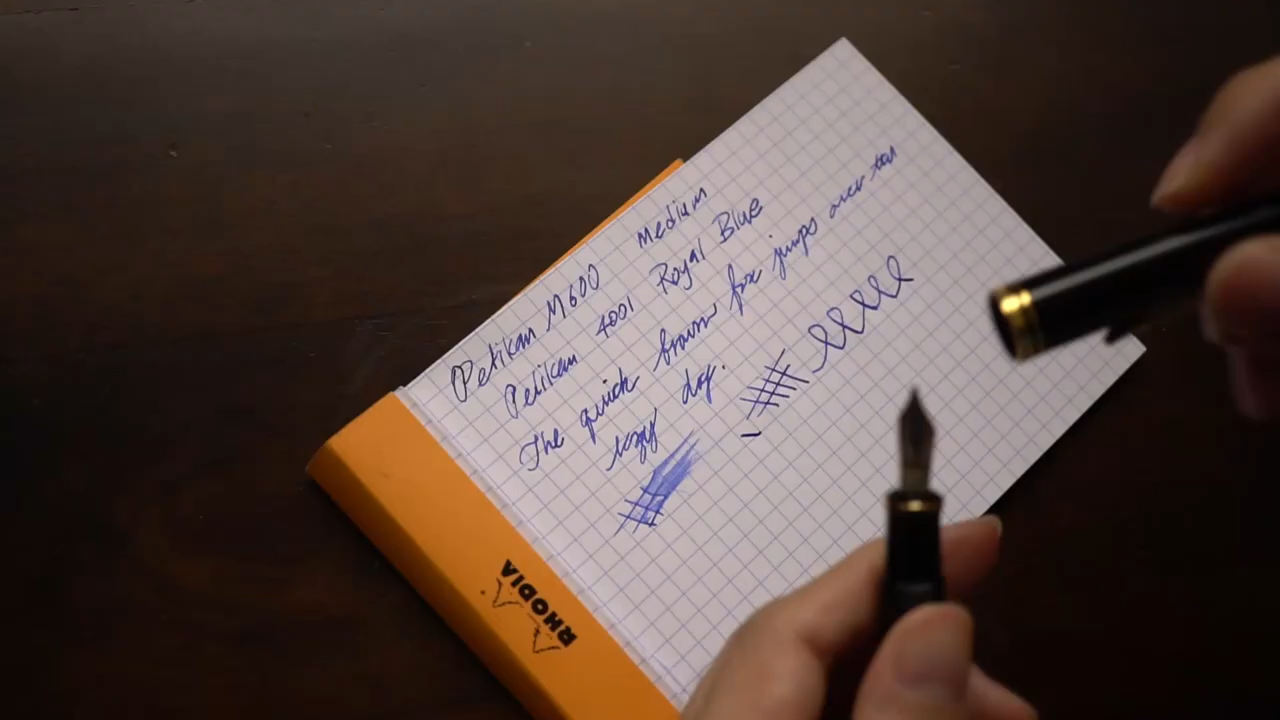 Pelikan M600 Medium
Pelikan 4001 Royal Blue
The quick brown fox jumps over the
lazy dog.
RHODIA